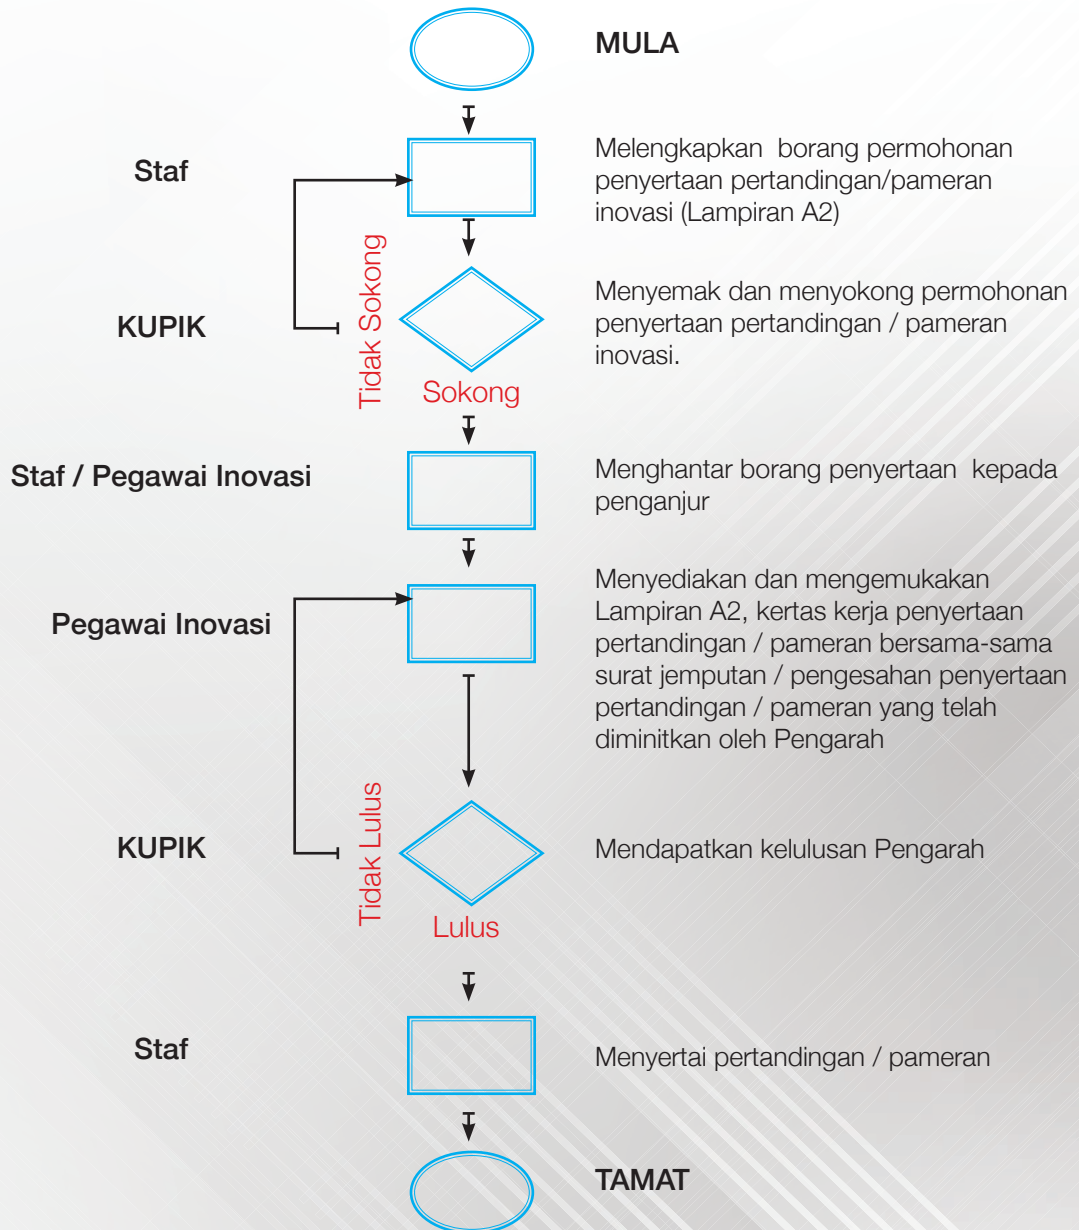 MULA
Staf
Melengkapkan borang permohonan
penyertaan pertandingan/pameran
inovasi (Lampiran A2)
KUPIK
Tidak Sokong
Sokong
Menyemak dan menyokong permohonan
penyertaan pertandingan / pameran
inovasi.
Staf / Pegawai Inovasi
Menghantar borang penyertaan kepada
penganjur
Pegawai Inovasi
Menyediakan dan mengemukakan
Lampiran A2, kertas kerja penyertaan
pertandingan / pameran bersama-sama
surat jemputan / pengesahan penyertaan
pertandingan / pameran yang telah
diminitkan oleh Pengarah
KUPIK
Tidak Lulus
Lulus
Mendapatkan kelulusan Pengarah
Staf
Menyertai pertandingan / pameran
TAMAT